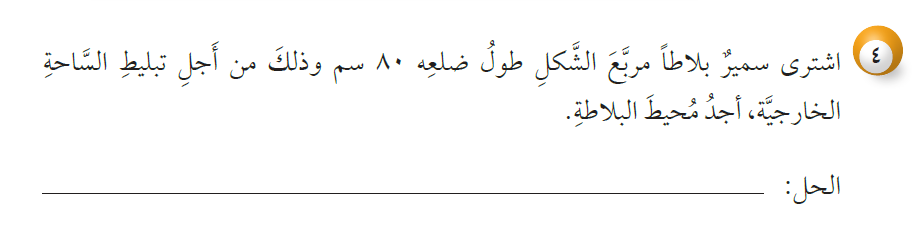 ٤ اشترى سميرٌ بلاطاً مربَّعَ الشَّكلِ طولُ ضلعِه ٨٠ سم وذلكَ من أَجلِ تبليطِ السَّاحةِ
الخارجيَّة، أجدُ مُحيطَ البلاطةِ.
الحل: